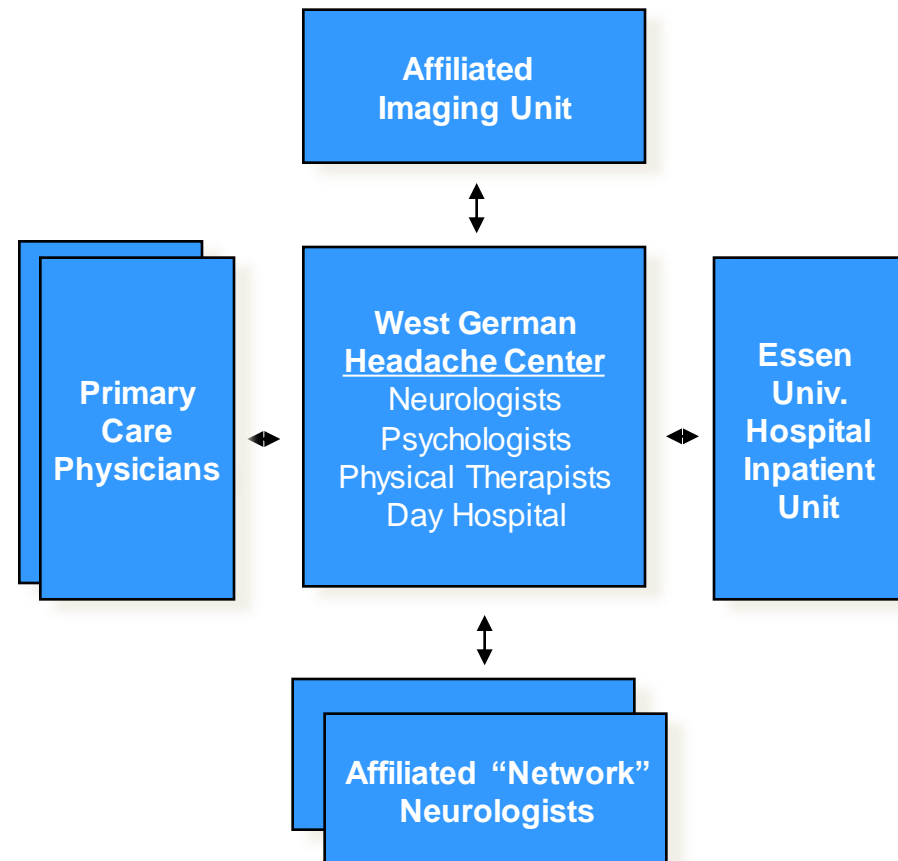 Affiliated
Imaging Unit
Primary
Care
Physicians
West German
Headache Center
Neurologists
Psychologists
Physical Therapists
Day Hospital
Essen
Univ.
Hospital
Inpatient
Unit
Affiliated “Network”
Neurologists